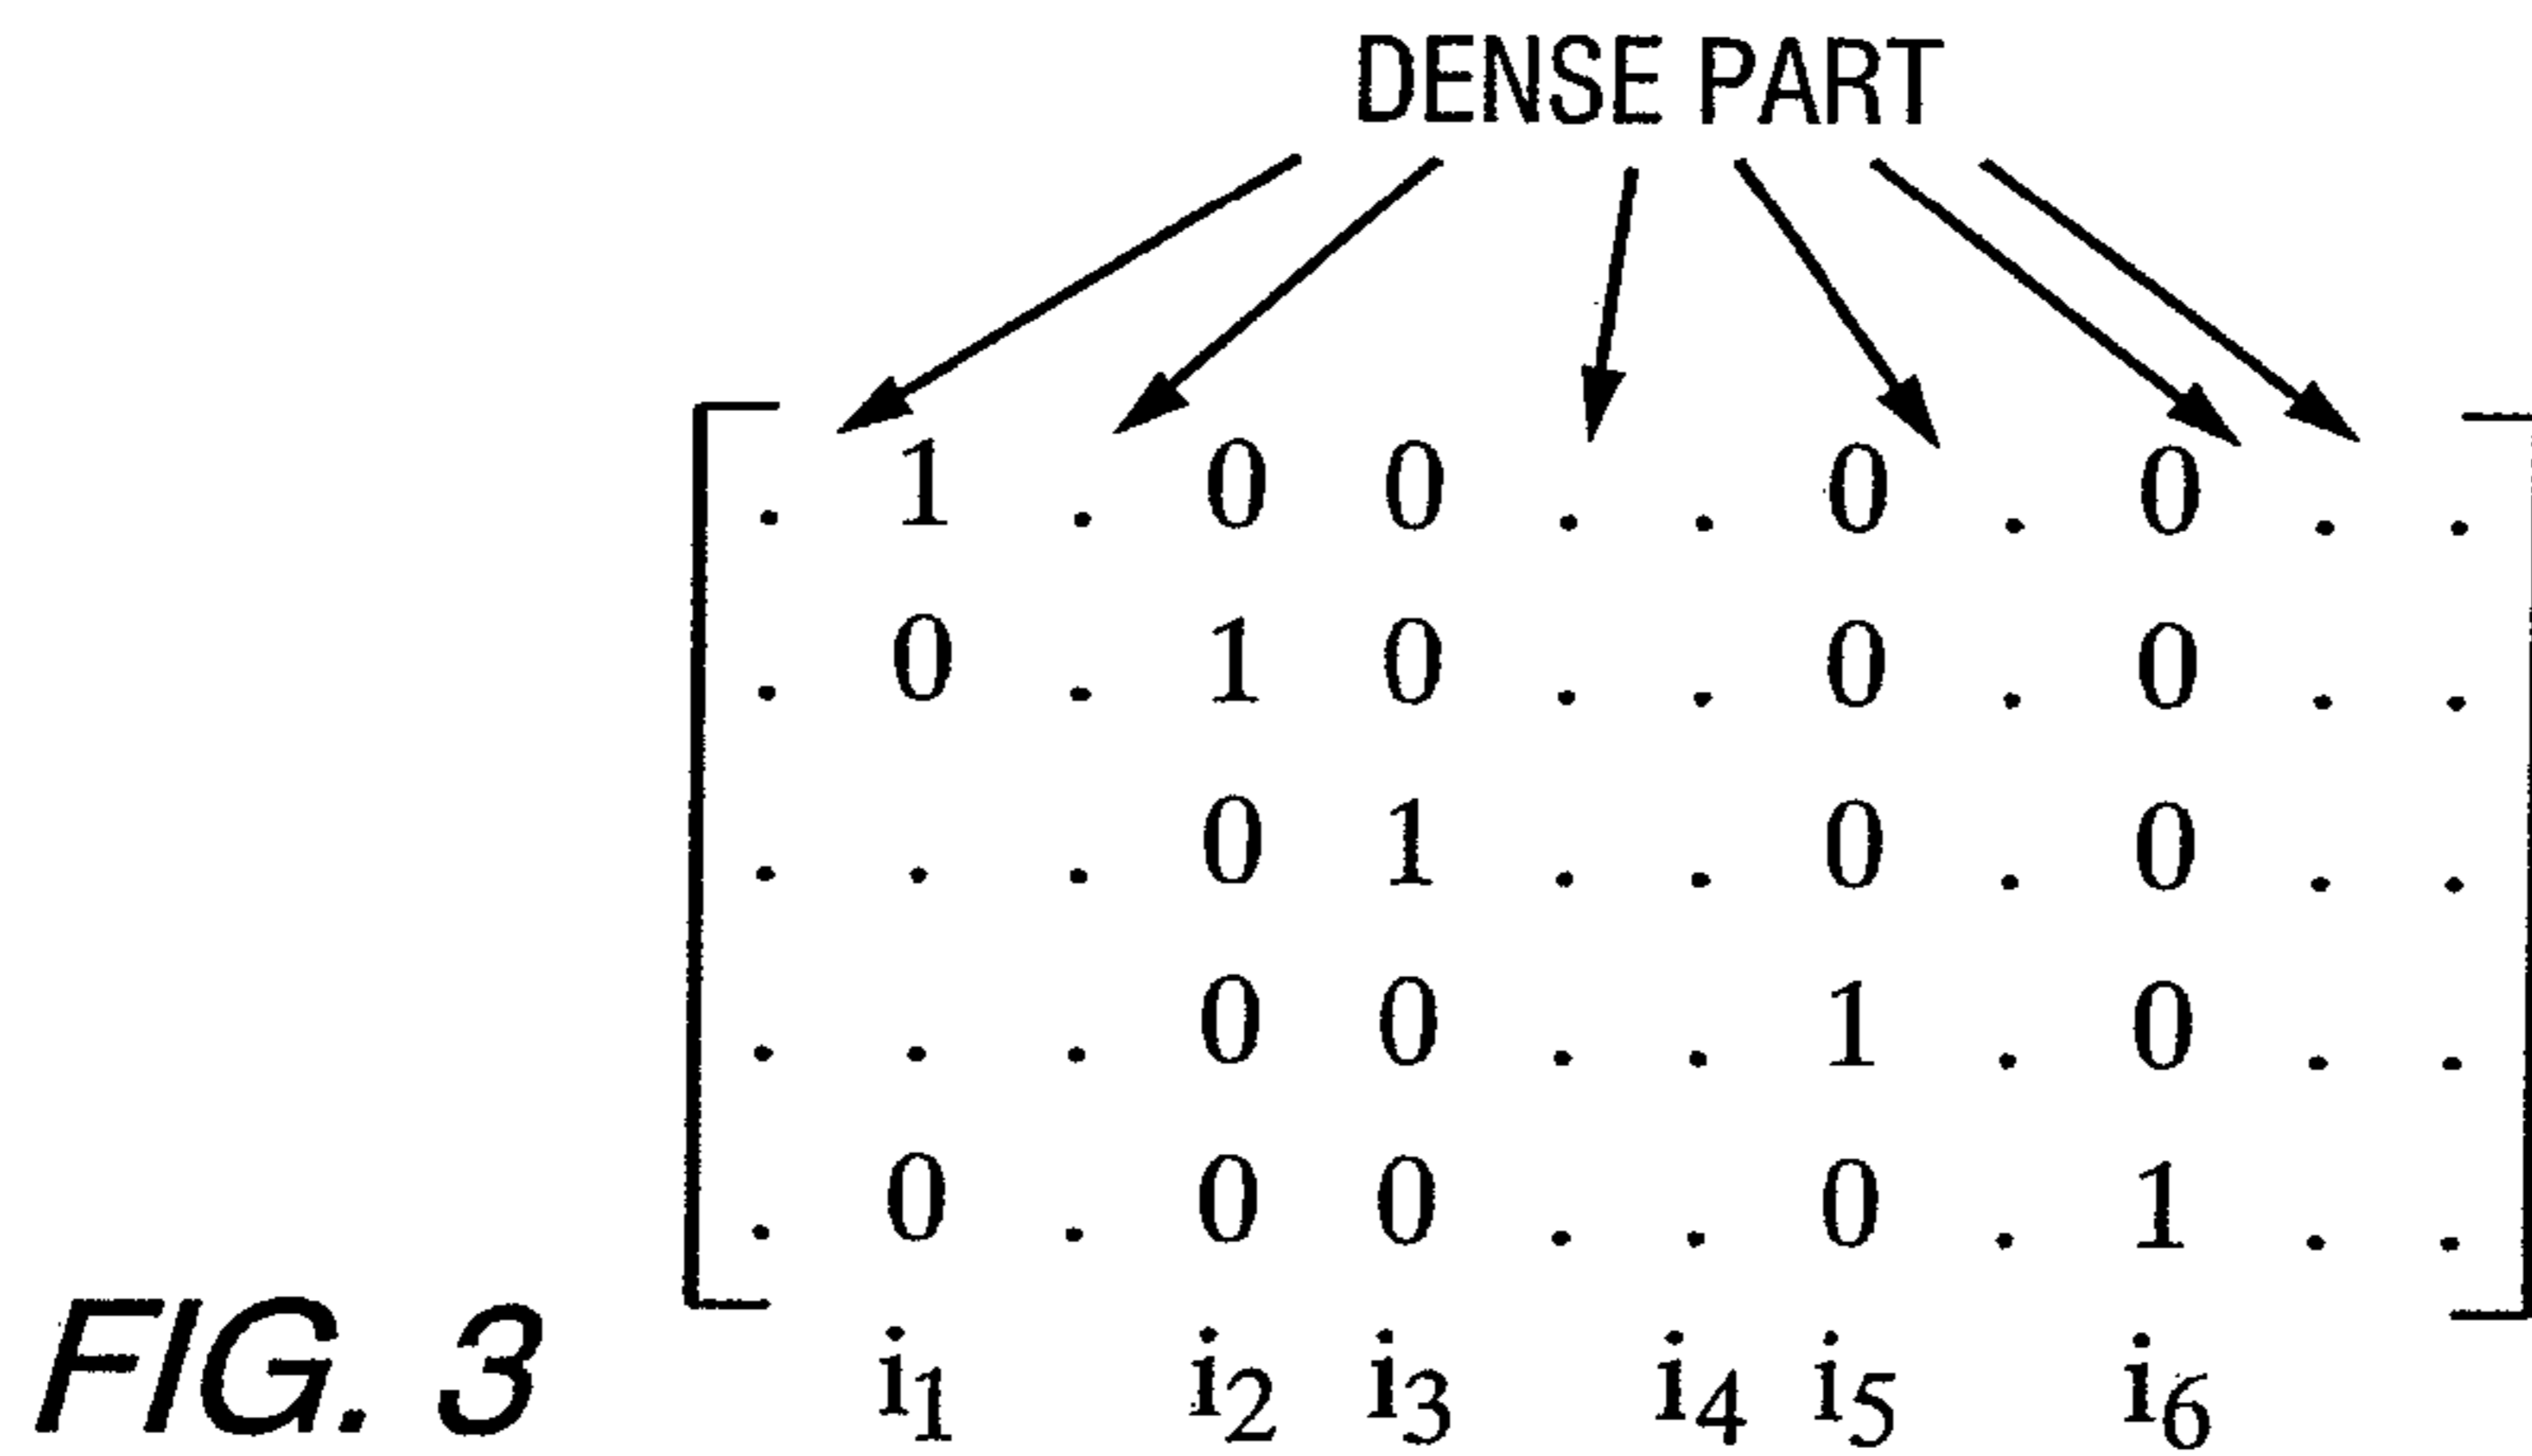 DENSE PART
. 1 . 0 0 . . 0 . 0 . .
. 0 . 1 0 . . 0 . 0 . .
. . . 0 1 . . 0 . 0 . .
. . . 0 0 . . 1 . 0 . .
. 0 . 0 0 . . 0 . 1 . .
i1 i2 i3 i4 i5 i6
FIG. 3